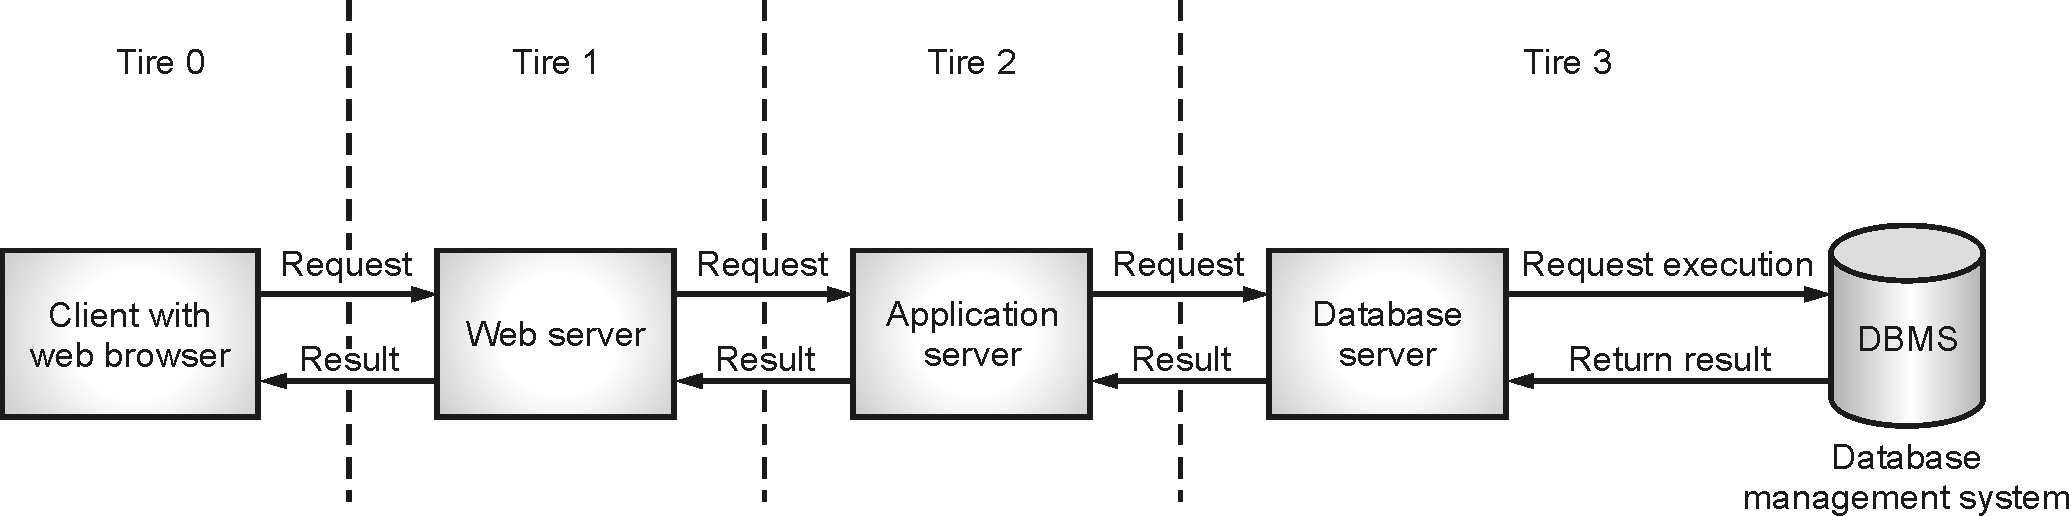 Tire 0
Tire 1
Tire 2
Tire 3
Client with
web browser
Request
Result
Web server
Request
Result
Application
server
Request
Result
Database
server
Request execution
Return result
DBMS
Database
management system